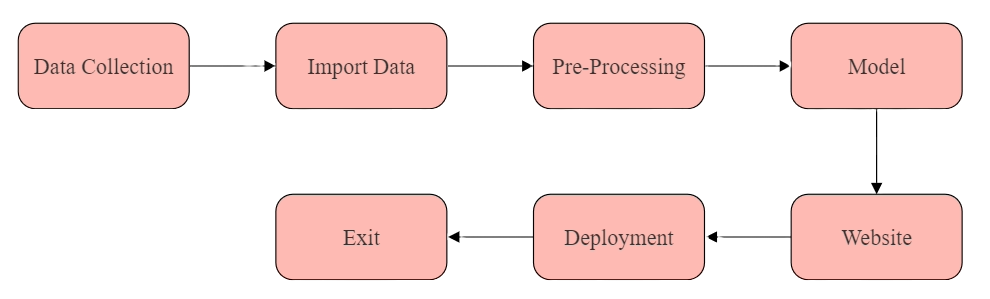 Data Collection
Import Data
Pre-Processing
Model
Website
Deployment
Exit